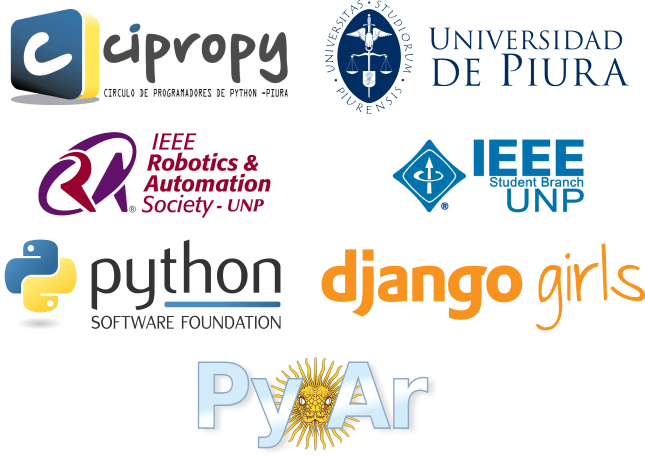 c cipropy
CIRCULO DE PROGRAMADORES DE PYTHON -PIURA
UNIVERSITAS STUDIORUM PIURENSIS
UNIVERSIDAD
DE PIURA
RA
IEEE
Robotics &
Automation
Society - UNP
®
IEEE
Student Branch
UNP
®
python
SOFTWARE FOUNDATION
django girls
PyAr